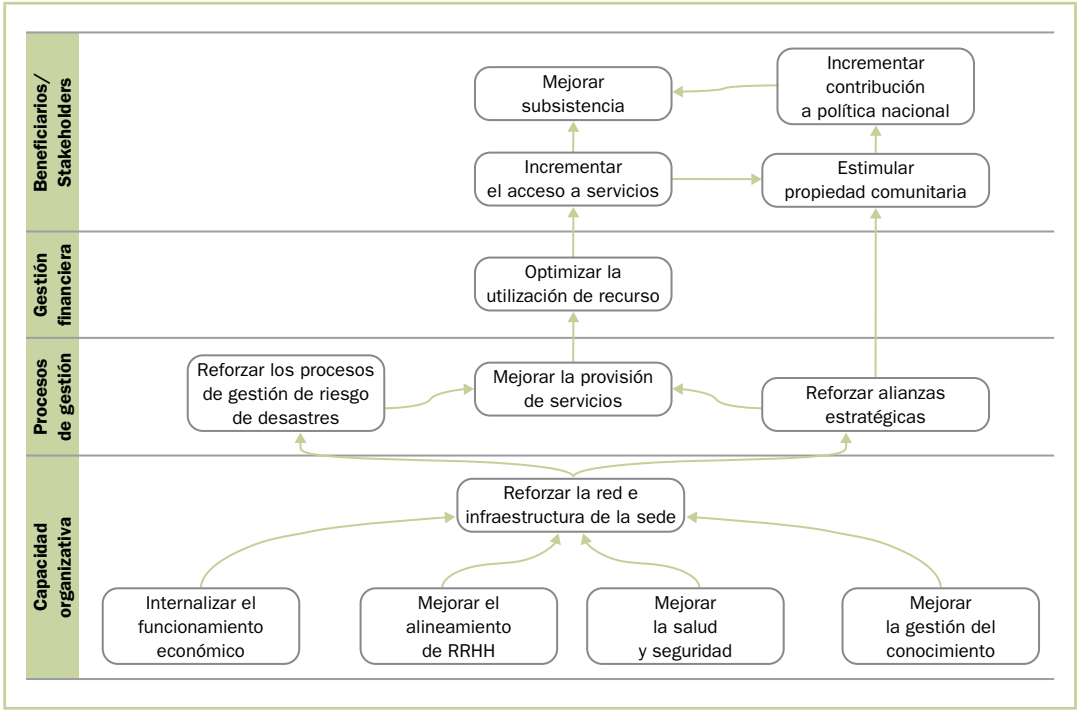 Beneficiarios/
Stakeholders
Mejorar
subsistencia
Incrementar
contribución
a política nacional
Incrementar
el acceso a servicios
Estimular
propiedad comunitaria
Gestión
financiera
Optimizar la
utilización de recurso
Procesos
de gestión
Reforzar los procesos
de gestión de riesgo
de desastres
Mejorar la provisión
de servicios
Reforzar alianzas
estratégicas
Capacidad
organizativa
Reforzar la red e
infraestructura de la sede
Internalizar el
funcionamiento
económico
Mejorar el
alineamiento
de RRHH
Mejorar
la salud
y seguridad
Mejorar
la gestión del
conocimiento